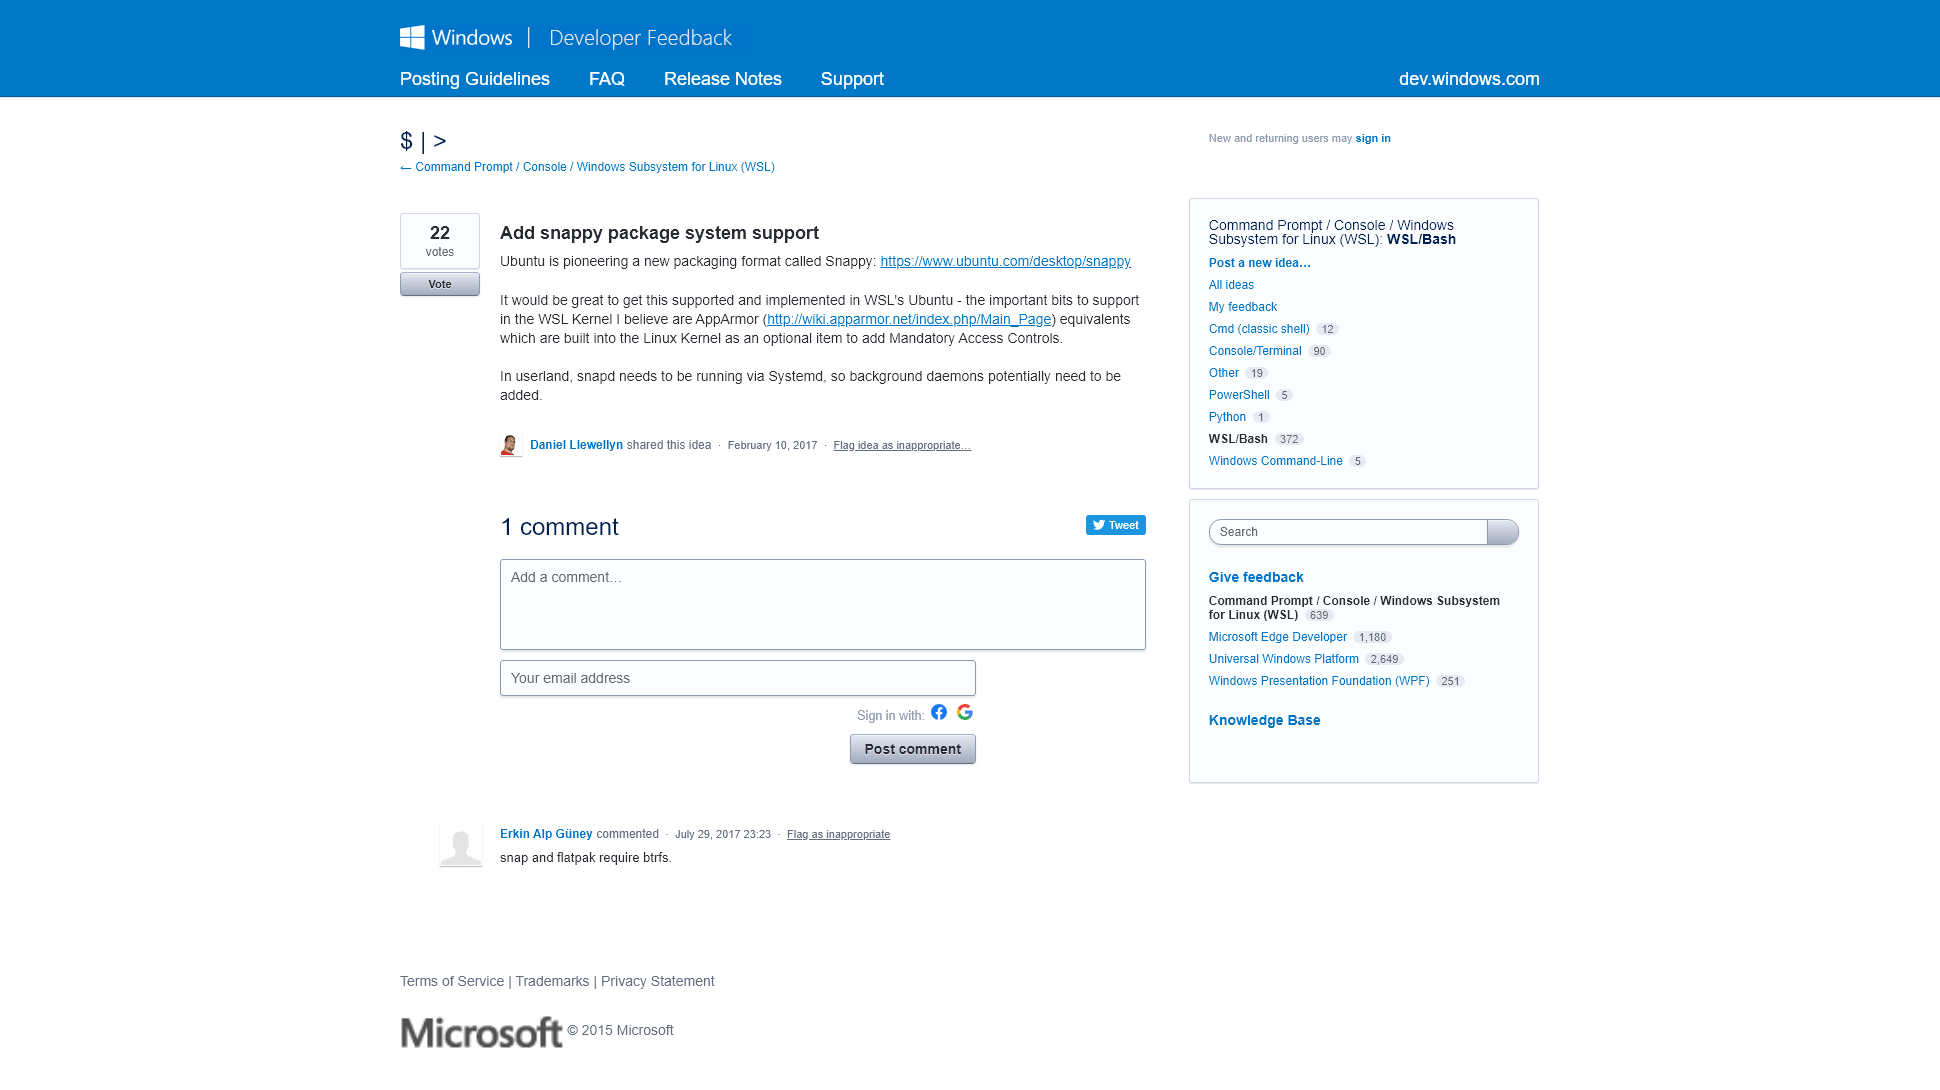 Windows | Developer Feedback
Posting Guidelines FAQ Release Notes Support dev.windows.com
$ | >
← Command Prompt / Console / Windows Subsystem for Linux (WSL)
New and returning users may sign in
22
votes
Vote
Add snappy package system support
Ubuntu is pioneering a new packaging format called Snappy: https://www.ubuntu.com/desktop/snappy
It would be great to get this supported and implemented in WSL's Ubuntu - the important bits to support
in the WSL Kernel I believe are AppArmor (http://wiki.apparmor.net/index.php/Main_Page) equivalents
which are built into the Linux Kernel as an optional item to add Mandatory Access Controls.
In userland, snapd needs to be running via Systemd, so background daemons potentially need to be
added.
Daniel Llewellyn shared this idea · February 10, 2017 · Flag idea as inappropriate…
1 comment
Tweet
Add a comment…
Your email address
Sign in with:
Post comment
Erkin Alp Güney commented · July 29, 2017 23:23 · Flag as inappropriate
snap and flatpak require btrfs.
Command Prompt / Console / Windows
Subsystem for Linux (WSL): WSL/Bash
Post a new idea…
All ideas
My feedback
Cmd (classic shell) 12
Console/Terminal 90
Other 19
PowerShell 5
Python 1
WSL/Bash 372
Windows Command-Line 5
Search
Give feedback
Command Prompt / Console / Windows Subsystem
for Linux (WSL) 639
Microsoft Edge Developer 1,180
Universal Windows Platform 2,649
Windows Presentation Foundation (WPF) 251
Knowledge Base
Terms of Service | Trademarks | Privacy Statement
Microsoft © 2015 Microsoft